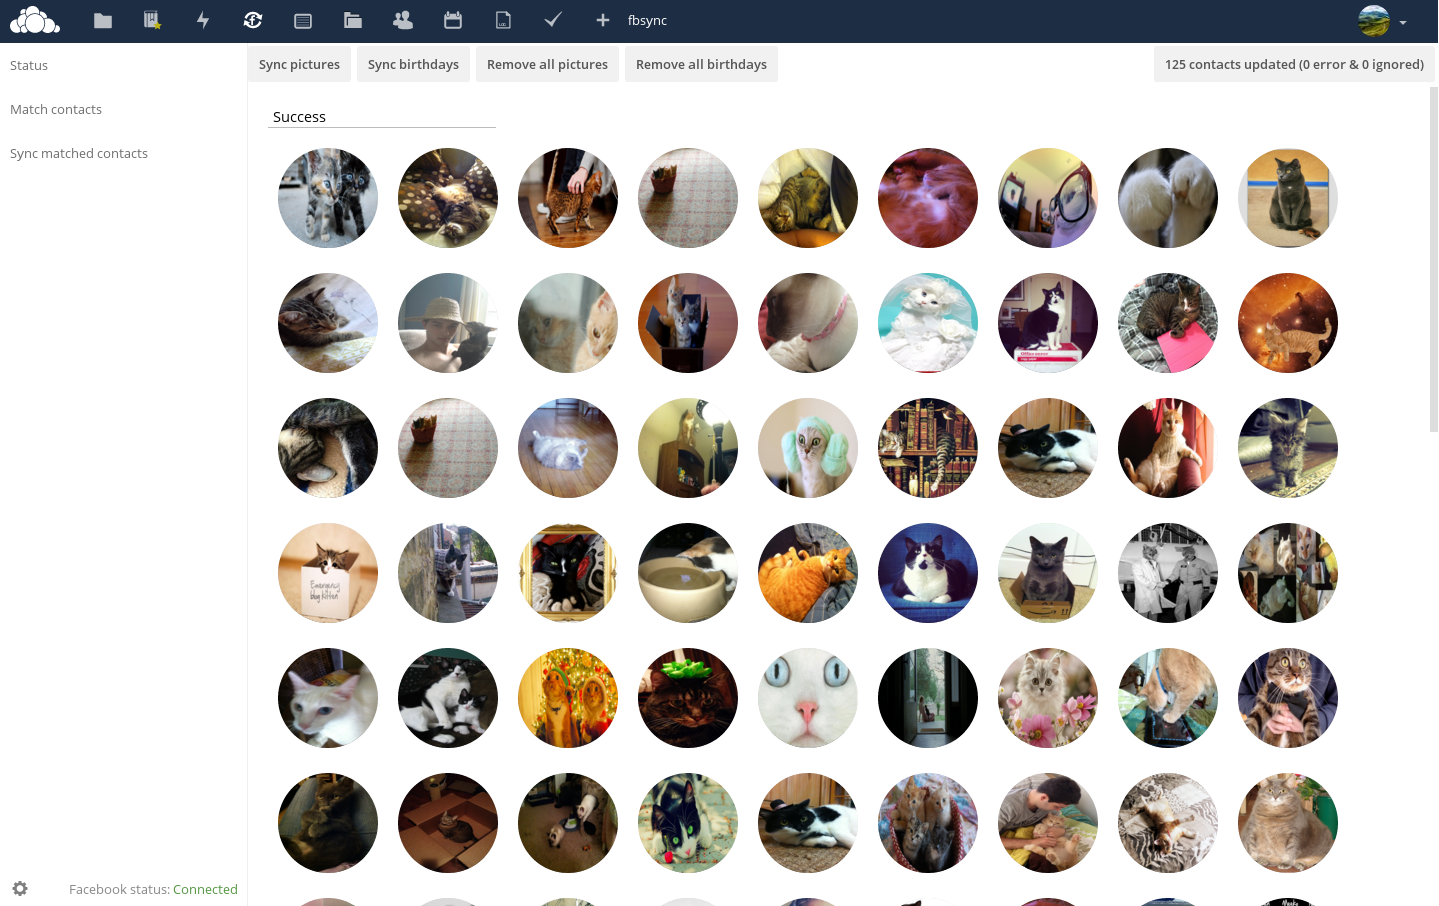 fbsync
Status
Match contacts
Sync matched contacts
Sync pictures
Sync birthdays
Remove all pictures
Remove all birthdays
125 contacts updated (0 error & 0 ignored)
Success
Emergency
blog kitten
Facebook status: Connected